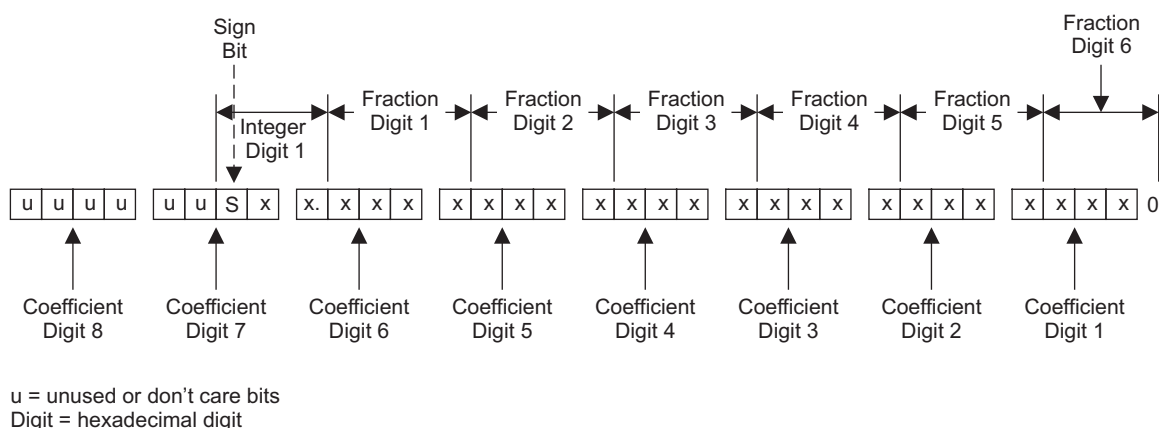 Sign
Bit
Fraction
Digit 6
Integer
Digit 1
Fraction
Digit 1
Fraction
Digit 2
Fraction
Digit 3
Fraction
Digit 4
Fraction
Digit 5
u u u u u u S x x. x x x x x x x x x x x x x x x x x x x x x x x 0
Coefficient
Digit 8
Coefficient
Digit 7
Coefficient
Digit 6
Coefficient
Digit 5
Coefficient
Digit 4
Coefficient
Digit 3
Coefficient
Digit 2
Coefficient
Digit 1
u = unused or don’t care bits
Digit = hexadecimal digit